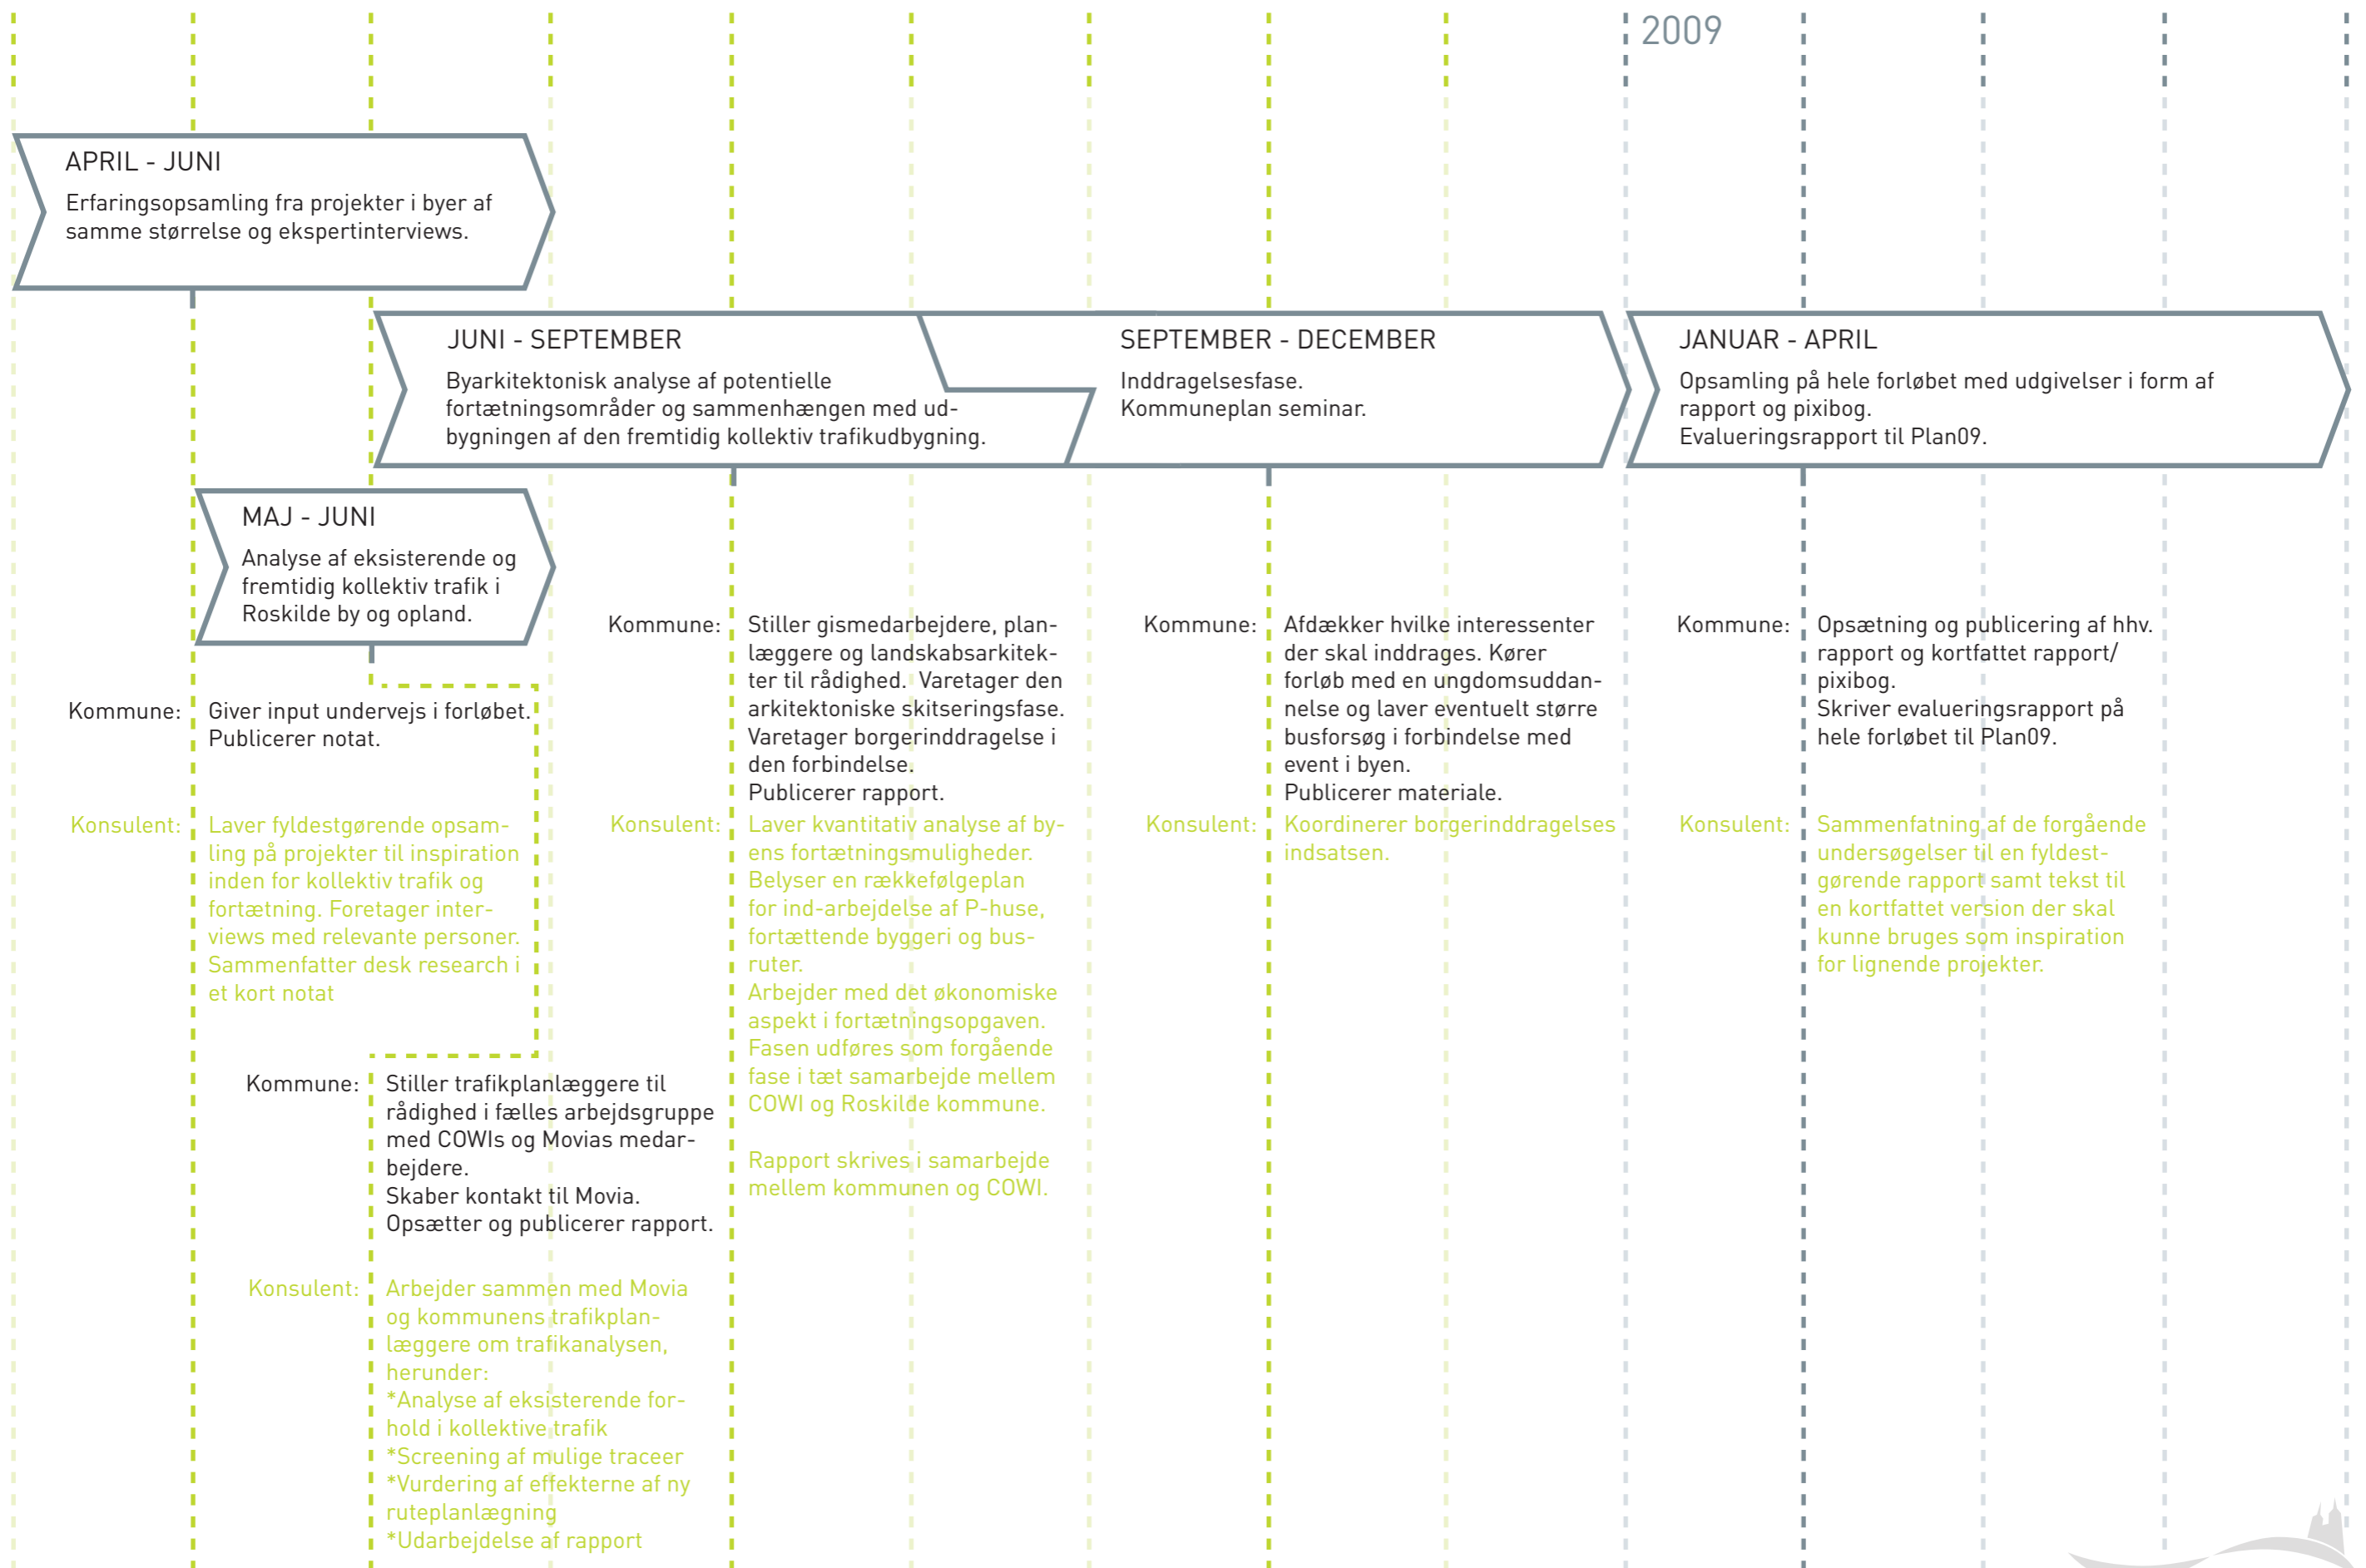 2009
APRIL - JUNI
Erfaringsopsamling fra projekter i byer af
samme størrelse og ekspertinterviews.
JUNI - SEPTEMBER
Byarkitektonisk analyse af potentielle
fortætningsområder og sammenhængen med ud-
bygningen af den fremtidig kollektiv trafikudbygning.
SEPTEMBER - DECEMBER
Inddragelsesfase.
Kommuneplan seminar.
JANUAR - APRIL
Opsamling på hele forløbet med udgivelser i form af
rapport og pixibog.
Evalueringsrapport til Plan09.
MAJ - JUNI
Analyse af eksisterende og
fremtidig kollektiv trafik i
Roskilde by og opland.
Kommune:
Giver input undervejs i forløbet.
Publicerer notat.
Konsulent:
Laver fyldestgørende opsam-
ling på projekter til inspiration
inden for kollektiv trafik og
fortætning. Foretager inter-
views med relevante personer.
Sammenfatter desk research i
et kort notat
Kommune:
Stiller trafikplanlæggere til
rådighed i fælles arbejdsgruppe
med COWIs og Movias medar-
bejdere.
Skaber kontakt til Movia.
Opsætter og publicerer rapport.
Konsulent:
Arbejder sammen med Movia
og kommunens trafikplan-
læggere om trafikanalysen,
herunder:
*Analyse af eksisterende for-
hold i kollektive trafik
*Screening af mulige traceer
*Vurdering af effekterne af ny
ruteplanlægning
*Udarbejdelse af rapport
Kommune:
Stiller gismedarbejdere, plan-
læggere og landskabsarkitek-
ter til rådighed.  Varetager den
arkitektoniske skitseringsfase.
Varetager borgerinddragelse i
den forbindelse.
Publicerer rapport.
Konsulent:
Laver kvantitativ analyse af by-
ens fortætningsmuligheder.
Belyser en rækkefølgeplan
for ind-arbejdelse af P-huse,
fortættende byggeri og bus-
ruter.
Arbejder med det økonomiske
aspekt i fortætningsopgaven.
Fasen udføres som forgående
fase i tæt samarbejde mellem
COWI og Roskilde kommune.
Rapport skrives i samarbejde
mellem kommunen og COWI.
Kommune:
Afdækker hvilke interessenter
der skal inddrages. Kører
forløb med en ungdomsuddan-
nelse og laver eventuelt større
busforsøg i forbindelse med
event i byen.
Publicerer materiale.
Konsulent:
Koordinerer borgerinddragelses
indsatsen.
Kommune:
Opsætning og publicering af hhv.
rapport og kortfattet rapport/
pixibog.
Skriver evalueringsrapport på
hele forløbet til Plan09.
Konsulent:
Sammenfatning af de forgående
undersøgelser til en fyldest-
gørende rapport samt tekst til
en kortfattet version der skal
kunne bruges som inspiration
for lignende projekter.